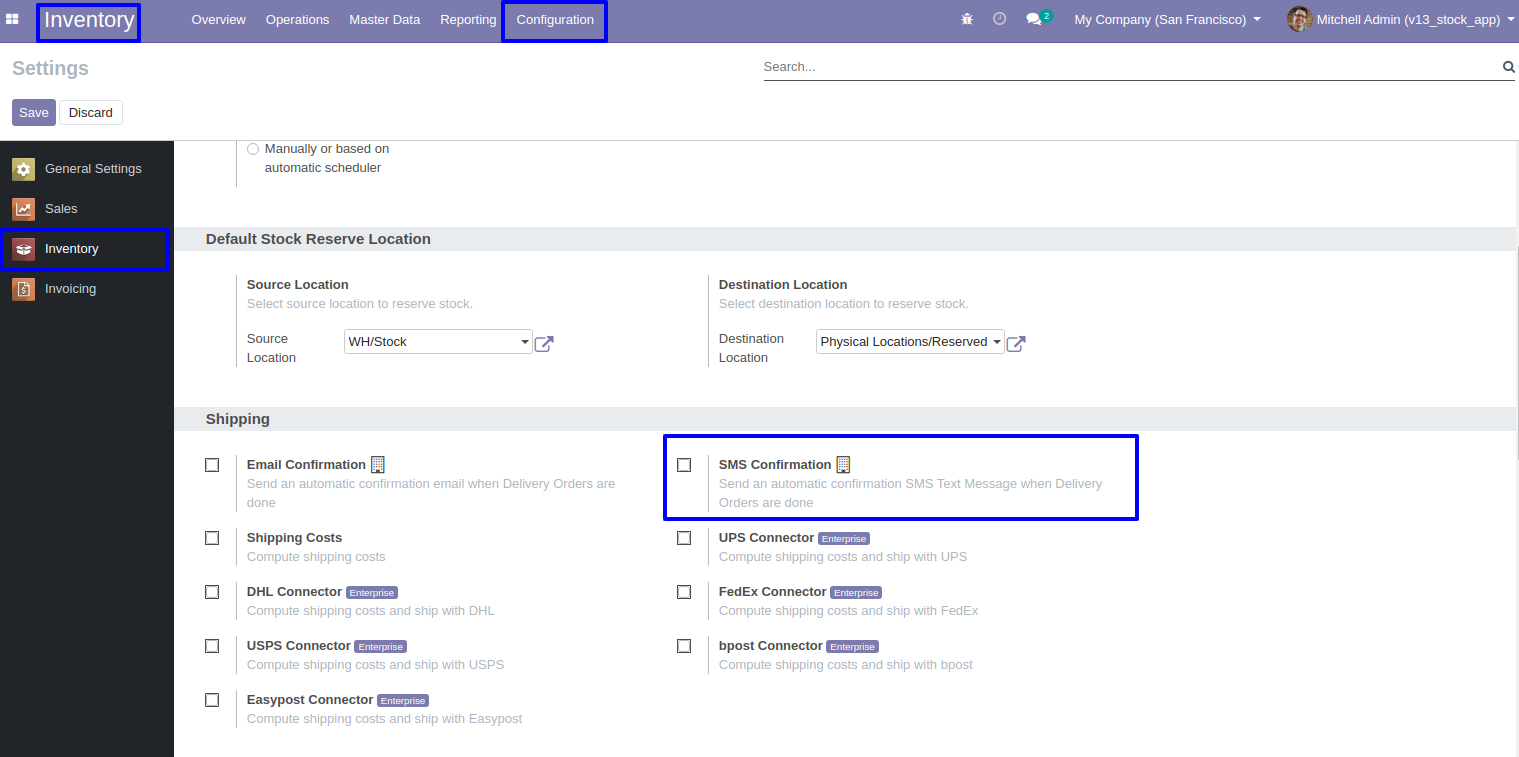 Inventory Overview Operations Master Data Reporting Configuration 2 My Company (San Francisco) Mitchell Admin (v13_stock_app)
Settings
Search...
Save Discard
General Settings
Sales
Inventory
Invoicing
Manually or based on
automatic scheduler
Default Stock Reserve Location
Source Location
Select source location to reserve stock.
Source
Location
WH/Stock
Destination Location
Select destination location to reserve stock.
Destination
Location
Physical Locations/Reserved
Shipping
Email Confirmation
Send an automatic confirmation email when Delivery Orders are
done
SMS Confirmation
Send an automatic confirmation SMS Text Message when Delivery
Orders are done
Shipping Costs
Compute shipping costs
UPS Connector Enterprise
Compute shipping costs and ship with UPS
DHL Connector Enterprise
Compute shipping costs and ship with DHL
FedEx Connector Enterprise
Compute shipping costs and ship with FedEx
USPS Connector Enterprise
Compute shipping costs and ship with USPS
bpost Connector Enterprise
Compute shipping costs and ship with bpost
Easypost Connector Enterprise
Compute shipping costs and ship with Easypost